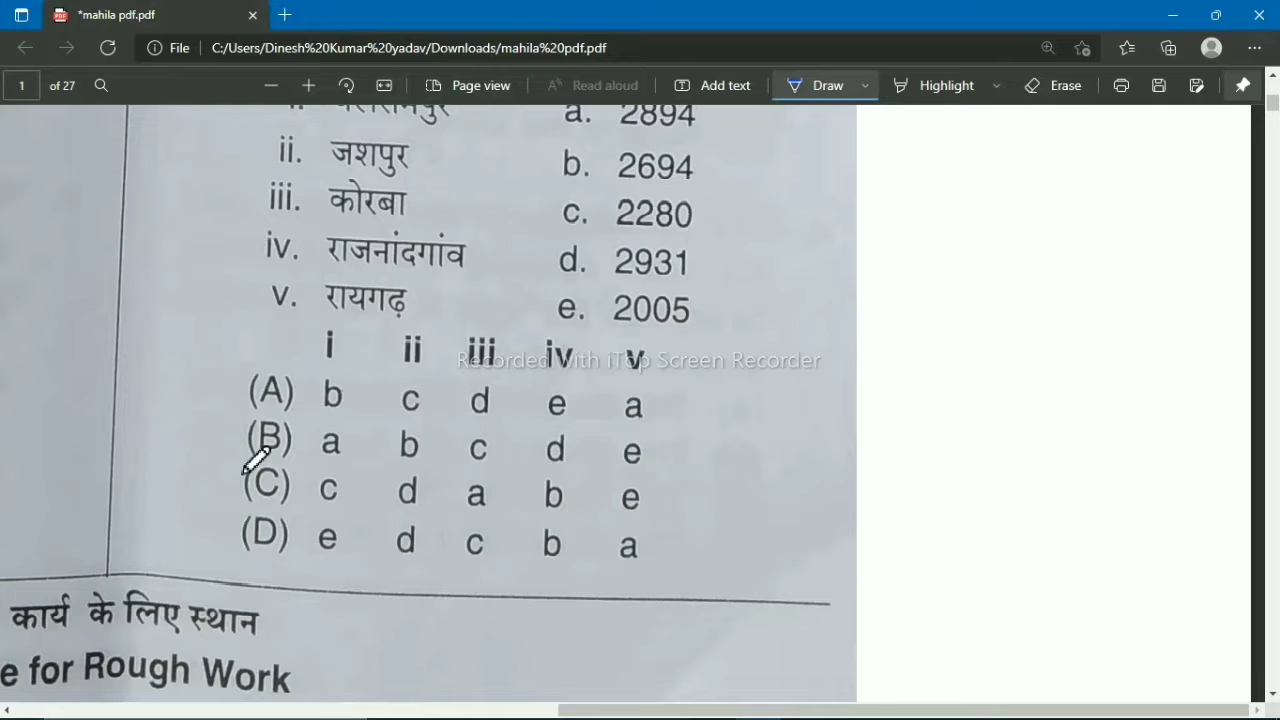 *mahila pdf.pdf
File C:/Users/Dinesh%20Kumar%20yadav/Downloads/mahila%20pdf.pdf
1 of 27 Page view Read aloud Add text Draw Highlight Erase
a. 2894
ii. जशपुर b. 2694
iii. कोरबा c. 2280
iv. राजनांदगांव d. 2931
v. रायगढ़ e. 2005
i ii iii iv v
Recorded with iTop Screen Recorder
(A) b c d e a
(B) a b c d e
(C) c d a b e
(D) e d c b a
कार्य के लिए स्थान
e for Rough Work